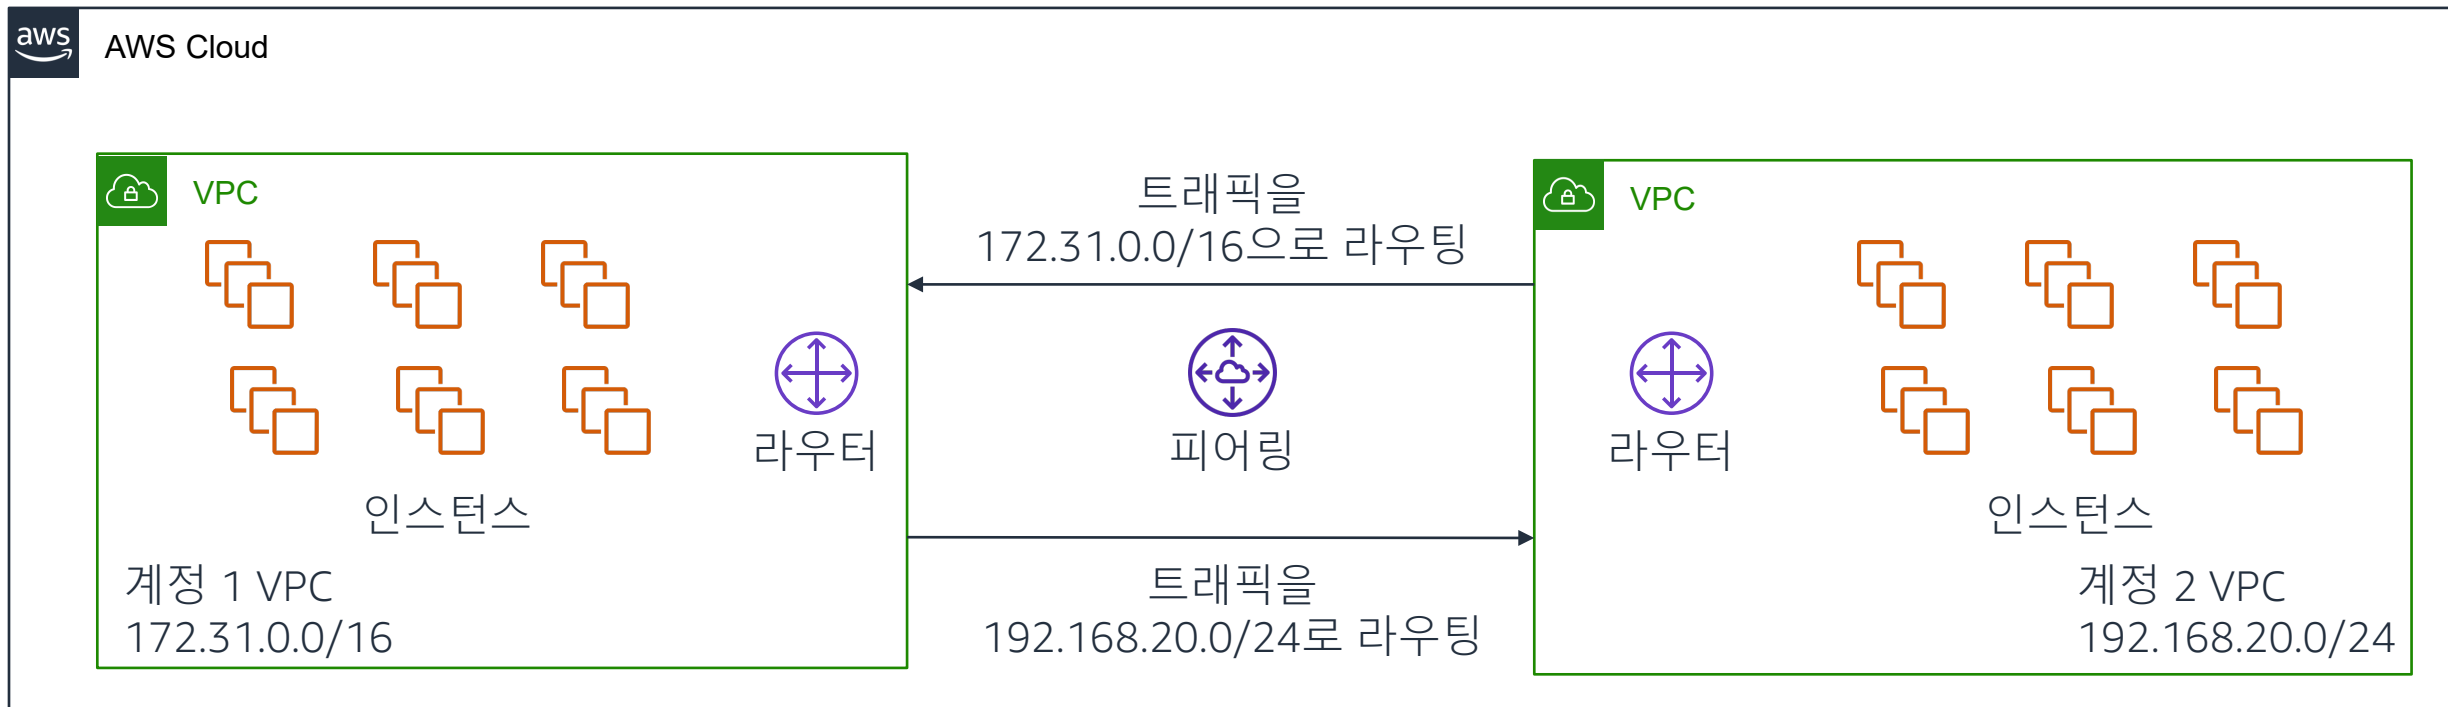 aws
AWS Cloud
VPC
인스턴스
라우터
계정 1 VPC
172.31.0.0/16
트래픽을
172.31.0.0/16으로 라우팅
피어링
트래픽을
192.168.20.0/24로 라우팅
VPC
라우터
인스턴스
계정 2 VPC
192.168.20.0/24